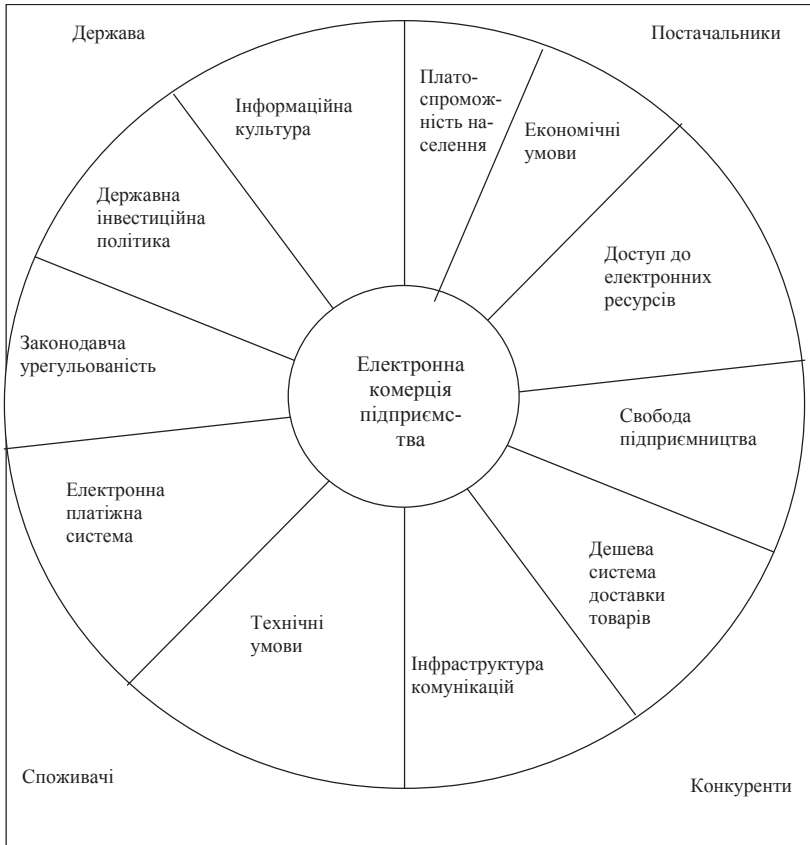 Держава
Постачальники
Інформаційна
культура
Плато-
спромож-
ність на-
селення
Економічні
умови
Державна
інвестиційна
політика
Доступ до
електронних
ресурсів
Законодавча
урегульованість
Електронна
комерція
підприємс-
тва
Свобода
підприємництва
Електронна
платіжна
система
Дешева
система
доставки
товарів
Технічні
умови
Інфраструктура
комунікацій
Споживачі
Конкуренти